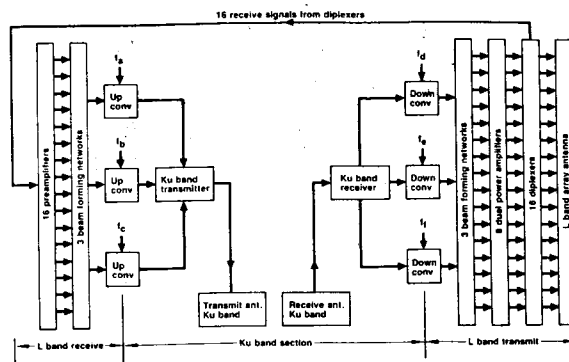 16 receive signals from diplexers
fa
fb
fc
fd
fe
ff
Up
conv
Up
conv
Up
conv
Down
conv
Down
conv
Down
conv
Ku band
transmitter
Ku band
receiver
Transmit ant.
Ku band
Receive ant.
Ku band
16 preamplifiers
3 beam forming networks
3 beam forming networks
8 dual power amplifiers
16 diplexers
L band array antenna
L band receive
Ku band section
L band transmit